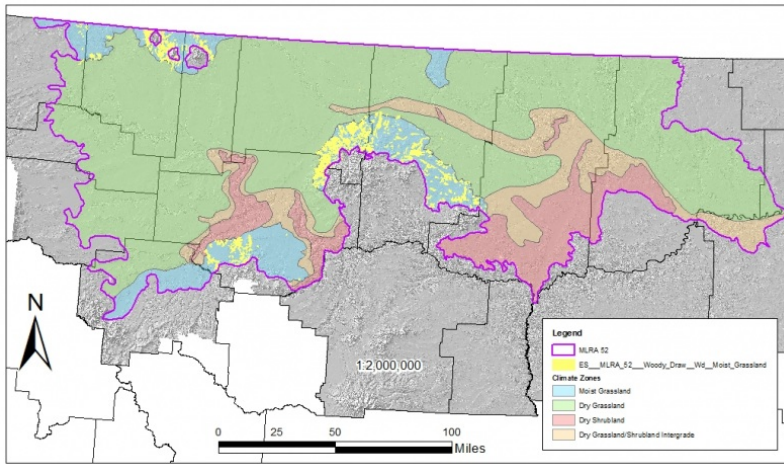 N
1:2,000,000
0 25 50 100
Miles
Legend
MLRA 52
ES___MLRA_52___Woody_Draw__Wd__Moist_Grassland
Climate Zones
Moist Grassland
Dry Grassland
Dry Shrubland
Dry Grassland/Shrubland Intergrade